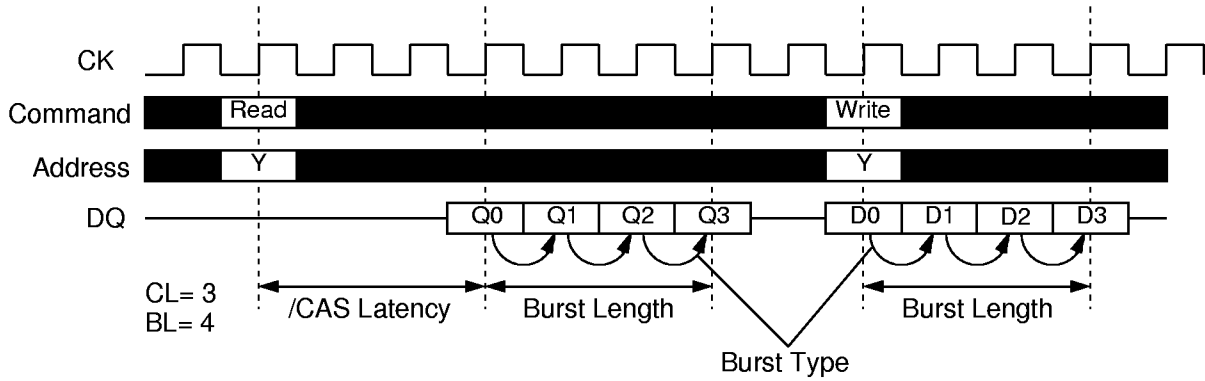 CK
Command Read Write
Address Y Y
DQ Q0 Q1 Q2 Q3 D0 D1 D2 D3
CL= 3
BL= 4
/CAS Latency Burst Length Burst Length
Burst Type